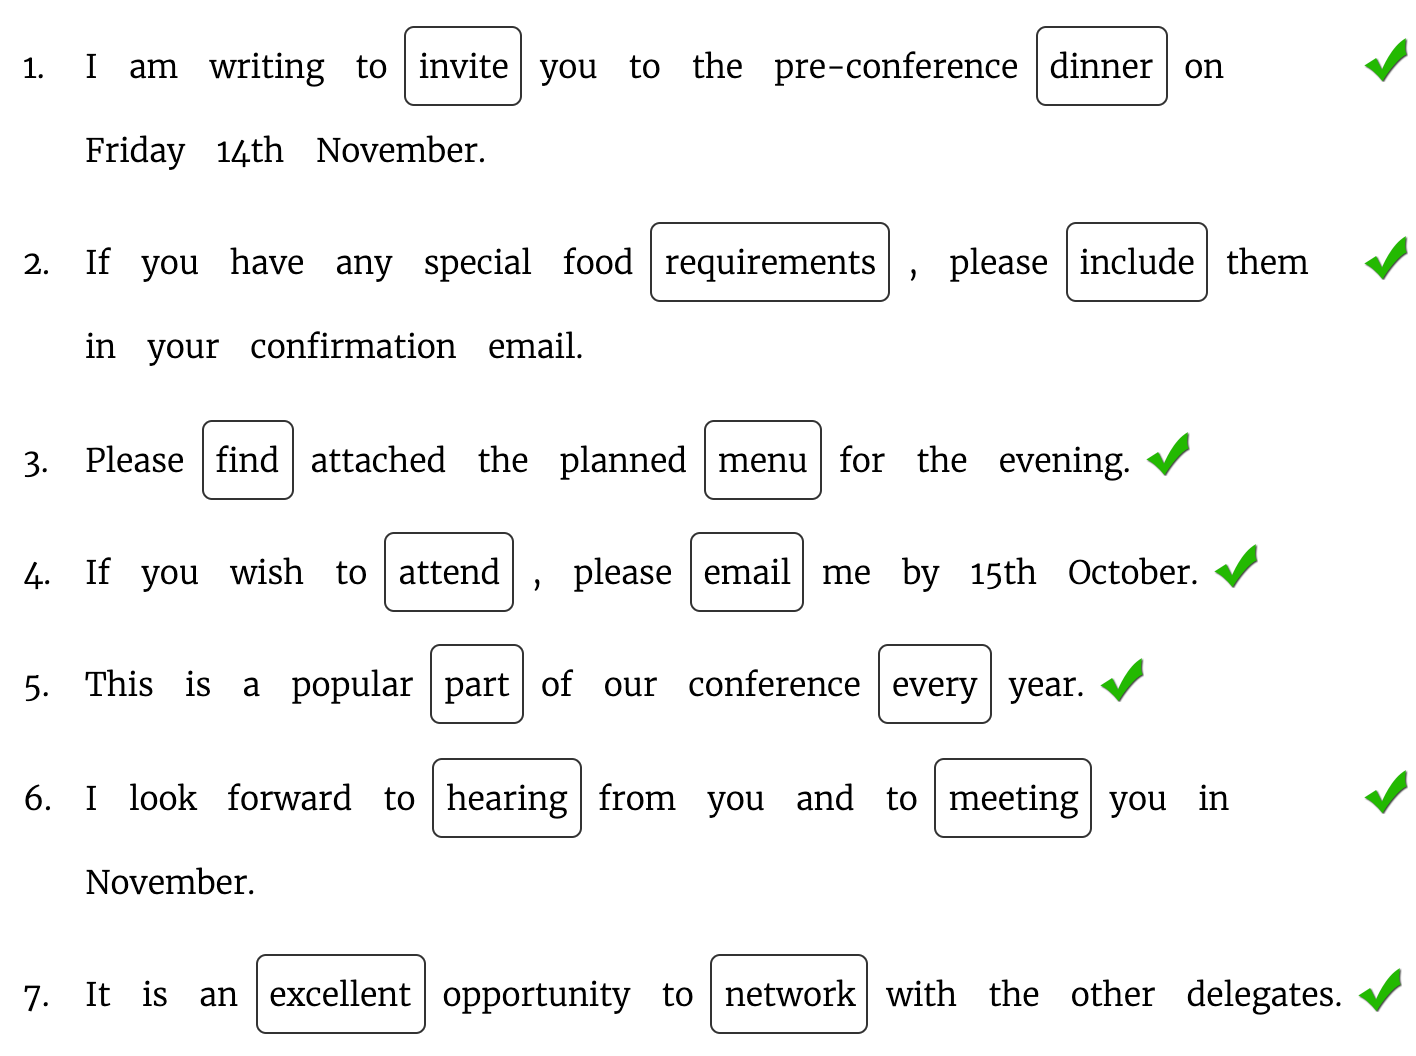 1. I am writing to invite you to the pre-conference dinner on
Friday 14th November.
2. If you have any special food requirements , please include them
in your confirmation email.
3. Please find attached the planned menu for the evening.
4. If you wish to attend , please email me by 15th October.
5. This is a popular part of our conference every year.
6. I look forward to hearing from you and to meeting you in
November.
7. It is an excellent opportunity to network with the other delegates.